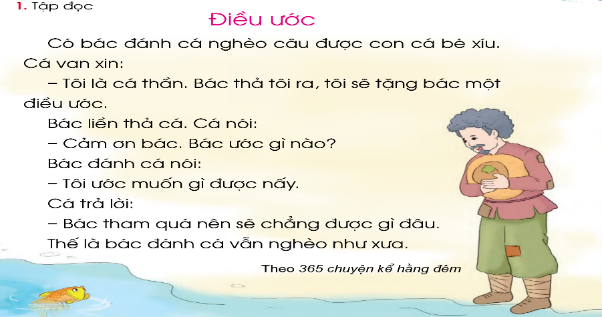 1. Tập đọc
Điều ước
Có bác đánh cá nghèo câu được con cá bé xíu.
Cá van xin:
– Tôi là cá thần. Bác thả tôi ra, tôi sẽ tặng bác một
điều ước.
Bác liền thả cá. Cá nói:
– Cảm ơn bác. Bác ước gì nào?
Bác đánh cá nói:
– Tôi ước muốn gì được nấy.
Cá trả lời:
– Bác tham quá nên sẽ chẳng được gì đâu.
Thế là bác đánh cá vẫn nghèo như xưa.
Theo 365 chuyện kể hằng đêm